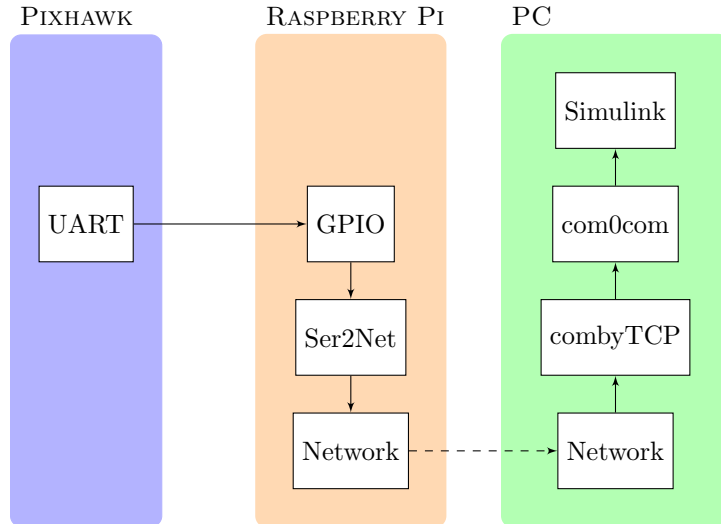 PIXHAWK
RASPBERRY PI
PC
Simulink
UART
GPIO
com0com
Ser2Net
combyTCP
Network
Network